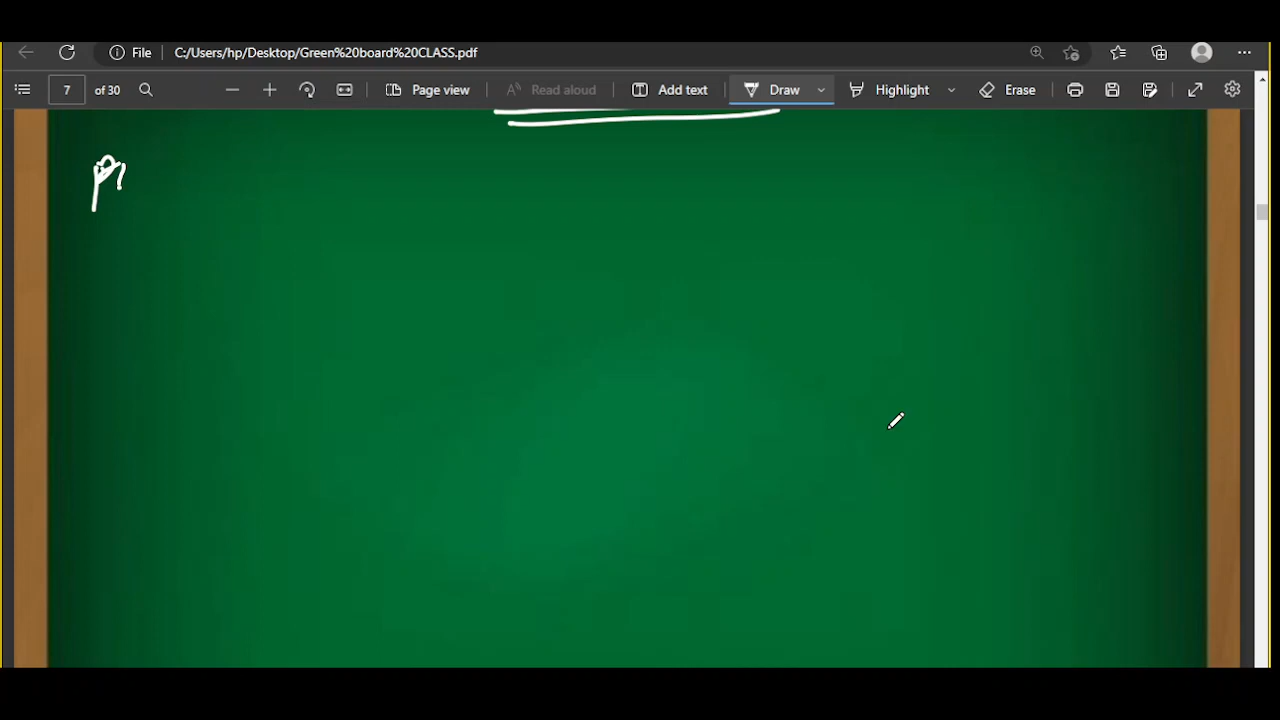 File C:/Users/hp/Desktop/Green%20board%20CLASS.pdf
7 of 30 Page view Read aloud Add text Draw Highlight Erase